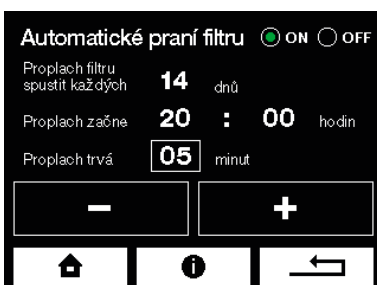 Automatické praní filtru ON OFF
Proplach filtru
spustit každých 14 dnů
Proplach začne 20 : 00 hodin
Proplach trvá 05 minut
− +